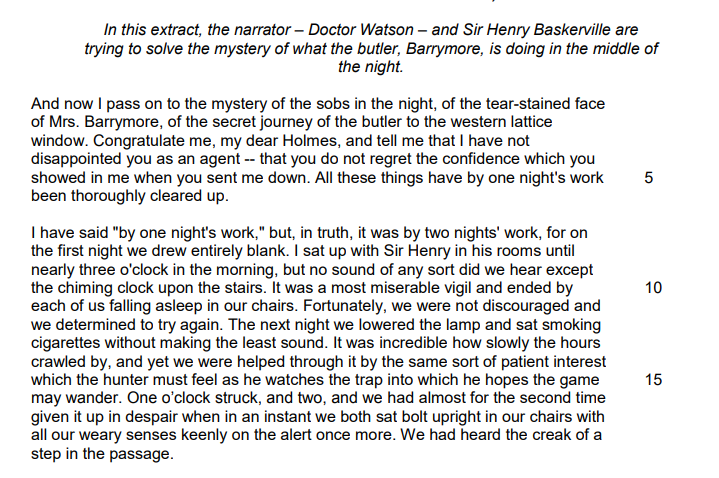 In this extract, the narrator – Doctor Watson – and Sir Henry Baskerville are
trying to solve the mystery of what the butler, Barrymore, is doing in the middle of
the night.
And now I pass on to the mystery of the sobs in the night, of the tear-stained face
of Mrs. Barrymore, of the secret journey of the butler to the western lattice
window. Congratulate me, my dear Holmes, and tell me that I have not
disappointed you as an agent -- that you do not regret the confidence which you
showed in me when you sent me down. All these things have by one night's work 5
been thoroughly cleared up.
I have said "by one night's work," but, in truth, it was by two nights' work, for on
the first night we drew entirely blank. I sat up with Sir Henry in his rooms until
nearly three o'clock in the morning, but no sound of any sort did we hear except
the chiming clock upon the stairs. It was a most miserable vigil and ended by 10
each of us falling asleep in our chairs. Fortunately, we were not discouraged and
we determined to try again. The next night we lowered the lamp and sat smoking
cigarettes without making the least sound. It was incredible how slowly the hours
crawled by, and yet we were helped through it by the same sort of patient interest
which the hunter must feel as he watches the trap into which he hopes the game 15
may wander. One o'clock struck, and two, and we had almost for the second time
given it up in despair when in an instant we both sat bolt upright in our chairs with
all our weary senses keenly on the alert once more. We had heard the creak of a
step in the passage.